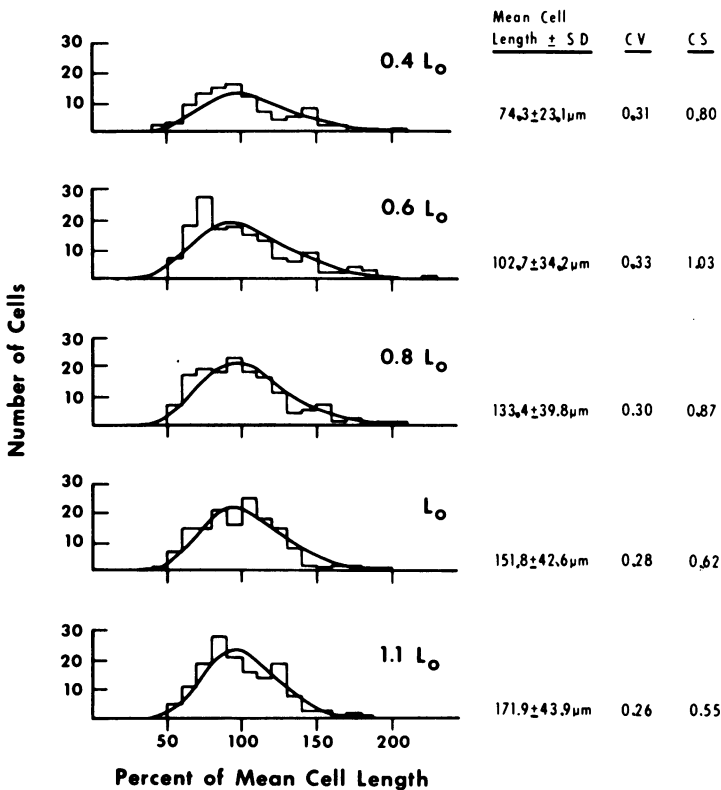 Mean Cell
Length ± SD CV CS
30
20
10
0.4 Lo
74.3±23.1µm 0.31 0.80
30
20
10
0.6 Lo
102.7±34.2µm 0.33 1.03
30
20
10
0.8 Lo
133.4±39.8µm 0.30 0.87
30
20
10
Lo
151.8±42.6µm 0.28 0.62
30
20
10
1.1 Lo
171.9±43.9µm 0.26 0.55
50 100 150 200
Number of Cells
Percent of Mean Cell Length